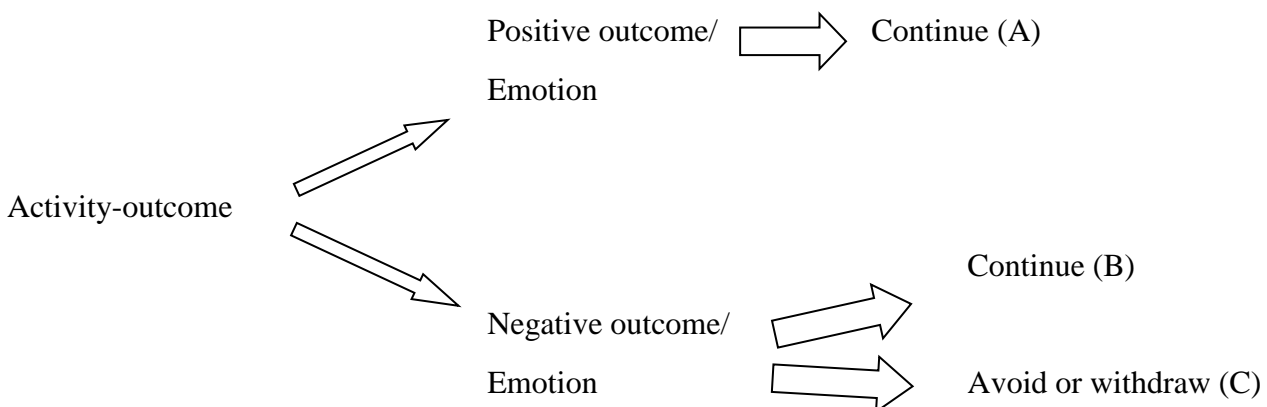 Positive outcome/
Continue (A)
Emotion
Activity-outcome
Continue (B)
Negative outcome/
Emotion
Avoid or withdraw (C)